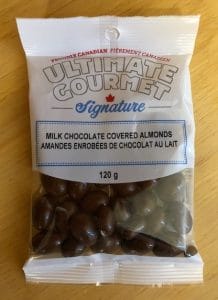 PROUDLY CANADIAN FIÈREMENT CANADIEN
ULTIMATE
GOURMET
Signature
MILK CHOCOLATE COVERED ALMONDS
AMANDES ENROBÉES DE CHOCOLAT AU LAIT
120 g